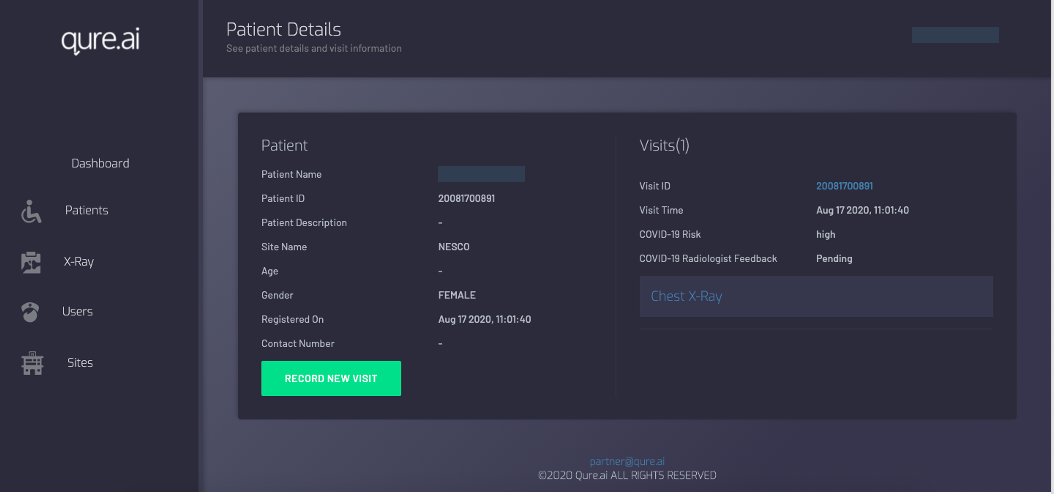 qure.ai
Dashboard
Patients
X-Ray
Users
Sites
Patient Details
See patient details and visit information
Patient
Patient Name
Patient ID 20081700891
Patient Description -
Site Name NESCO
Age -
Gender FEMALE
Registered On Aug 17 2020, 11:01:40
Contact Number -
RECORD NEW VISIT
Visits(1)
Visit ID 20081700891
Visit Time Aug 17 2020, 11:01:40
COVID-19 Risk high
COVID-19 Radiologist Feedback Pending
Chest X-Ray
partner@qure.ai
©2020 Qure.ai ALL RIGHTS RESERVED